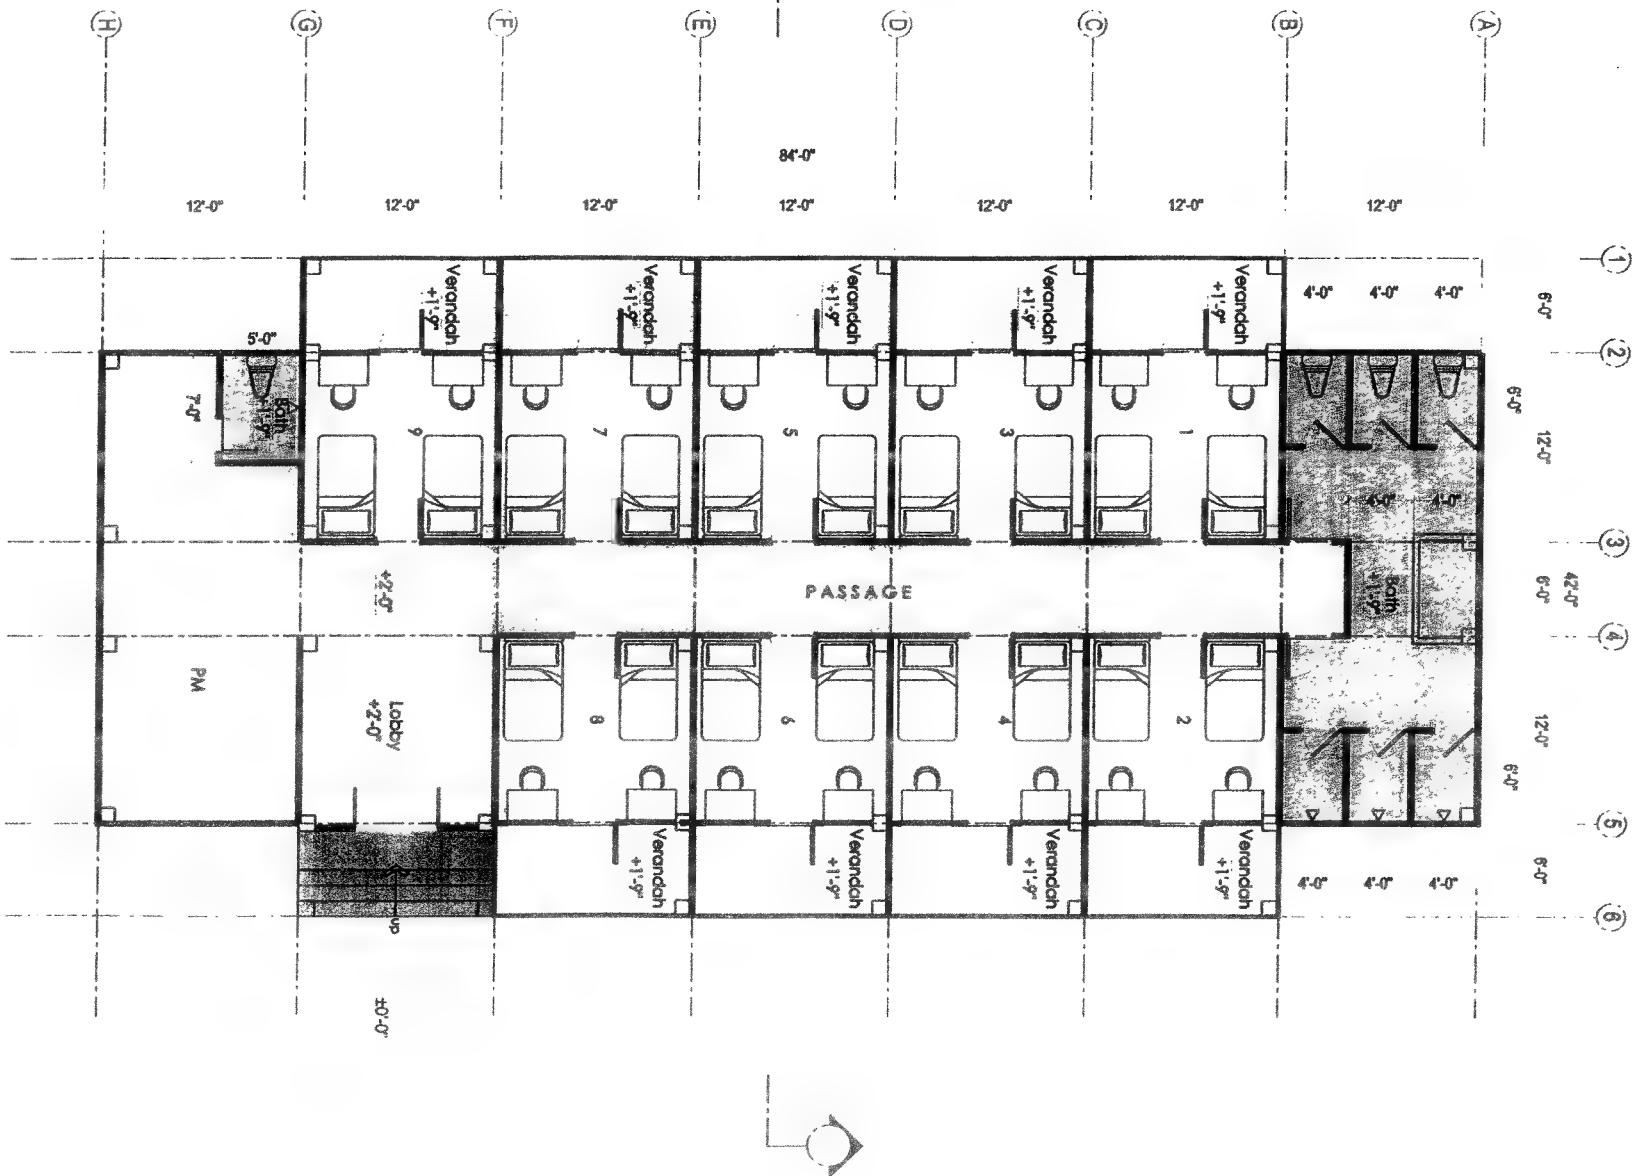 H G F E D C B A
84'-0"
12'-0" 12'-0" 12'-0" 12'-0" 12'-0" 12'-0" 12'-0"
1
Verandah
+1'-9"
Verandah
+1'-9"
Verandah
+1'-9"
Verandah
+1'-9"
Verandah
+1'-9"
4'-0" 4'-0" 4'-0"
6'-0"
2
5'-0"
7'-0"
Bath
+1'-9"
9 7 5 3 1
6'-0"
12'-0"
4'-0" 4'-0"
3
+2'-0"
PASSAGE
Bath
+1'-9"
6'-0"
42'-0"
4
PM
Lobby
+2'-0"
8 6 4 2
12'-0"
6'-0"
5
Verandah
+1'-9"
Verandah
+1'-9"
Verandah
+1'-9"
Verandah
+1'-9"
4'-0" 4'-0" 4'-0"
6'-0"
6
up
±0'-0"